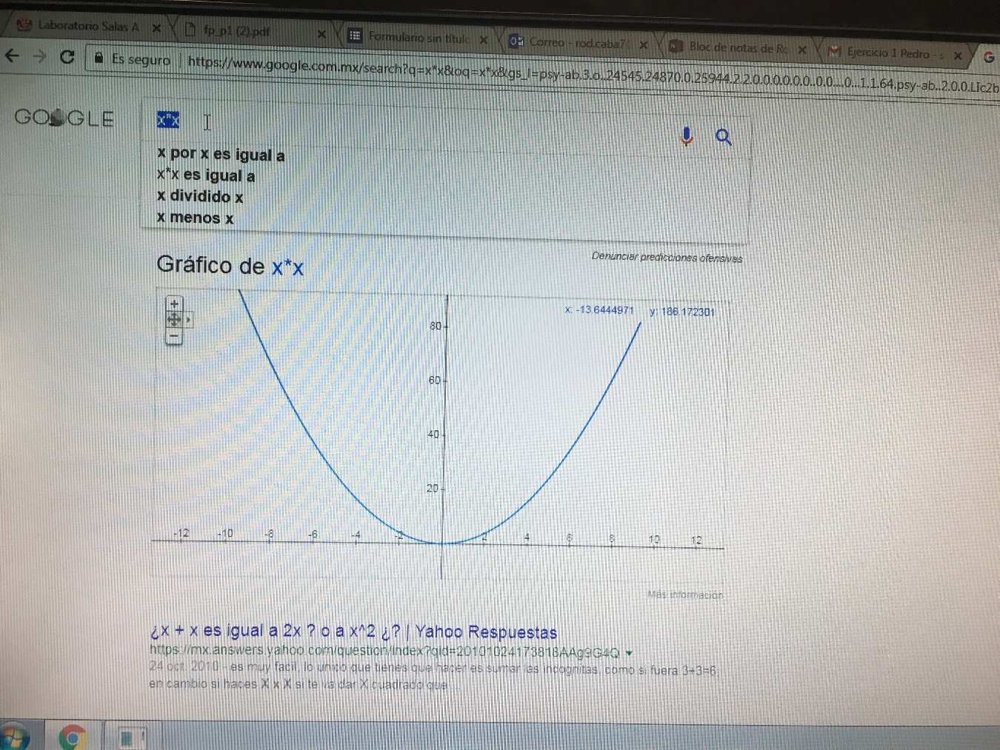 Laboratorio Salas A
fp_p1 (2).pdf
Formulario sin título
Correo - rod.caba7
Bloc de notas de Ro
Ejercicio 1 Pedro - s
Es seguro
https://www.google.com.mx/search?q=x*x&oq=x*x&gs_l=psy-ab.3.o..24545.24870.0.25944.2.2.0.0.0.0.0.0..0.0....0...1.1.64.psy-ab..2.0.0.LIc2b
GOOGLE
x*x
x por x es igual a
x*x es igual a
x dividido x
x menos x
Denunciar predicciones ofensivas
Gráfico de x*x
x: -13.6444971 y: 186.172301
80
60
40
20
-12 -10 -8 -6 -4 -2 2 4 6 8 10 12
Más información
¿x + x es igual a 2x ? o a x^2 ¿? | Yahoo Respuestas
https://mx.answers.yahoo.com/question/index?qid=20101024173818AAg9G4Q
24 oct. 2010 - es muy facil, lo unico que tienes que hacer es sumar las incognitas, como si fuera 3+3=6,
en cambio si haces X x X si te va dar X cuadrado que